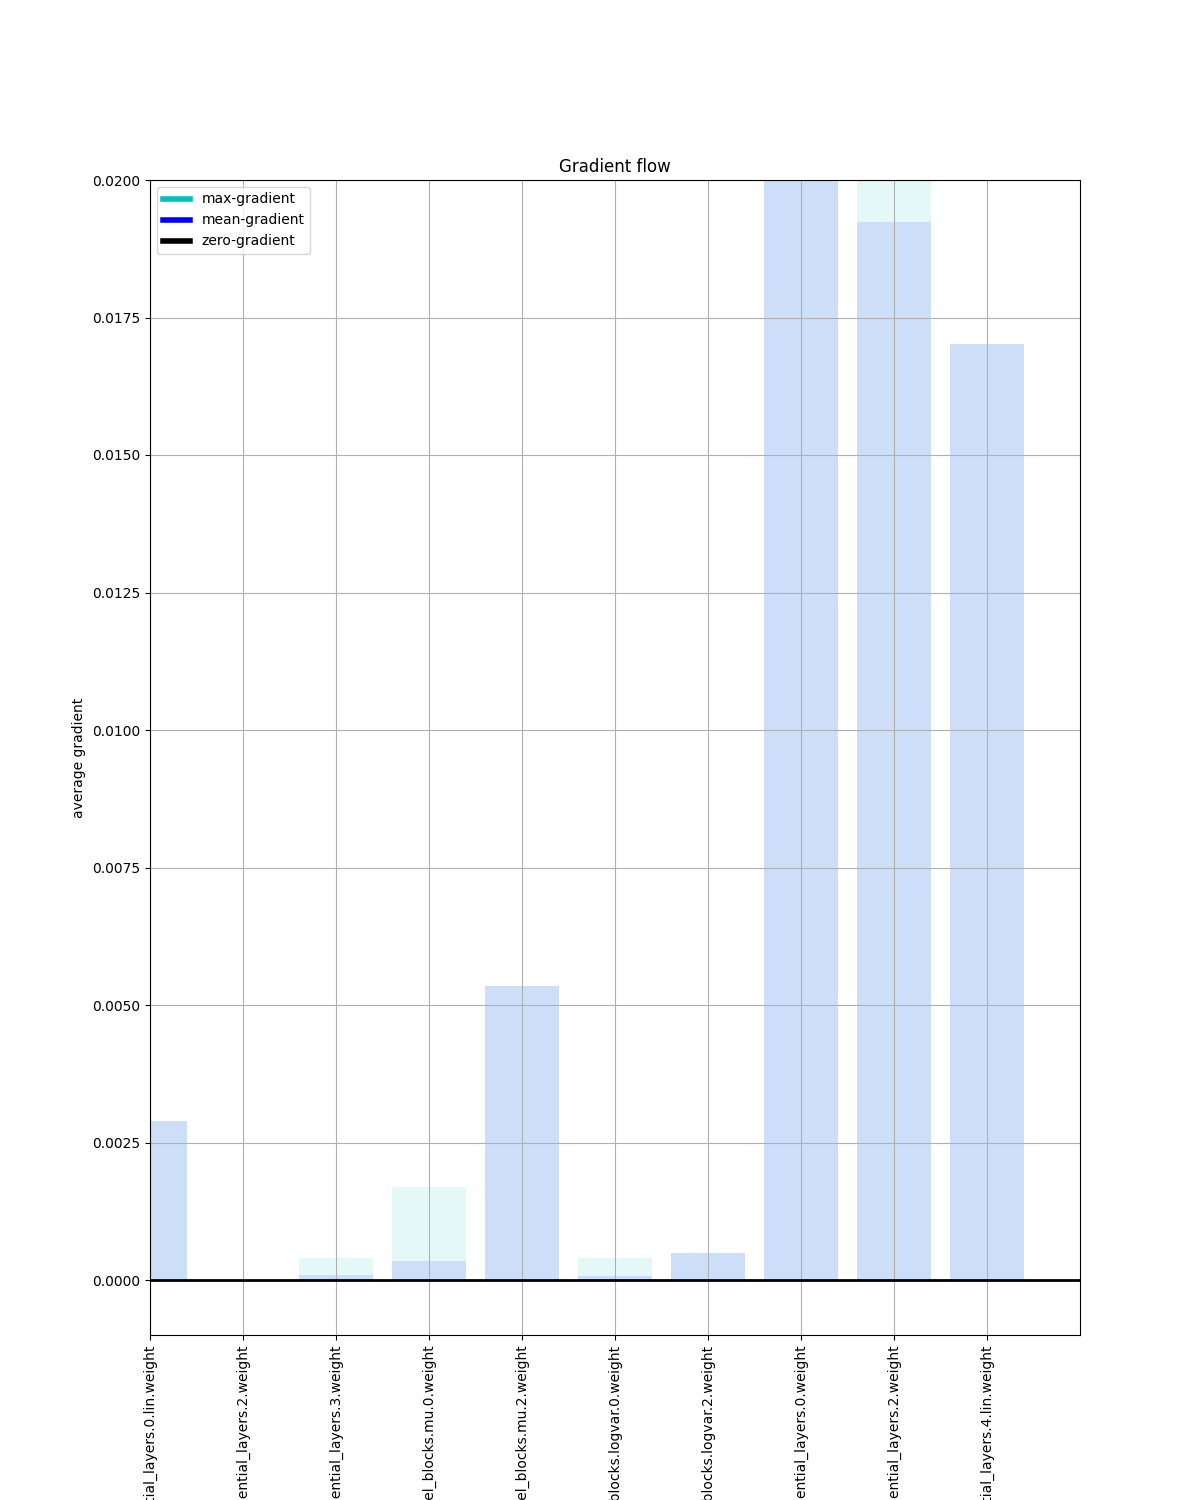 Gradient flow
max-gradient
mean-gradient
zero-gradient
0.0200
0.0175
0.0150
0.0125
0.0100
0.0075
0.0050
0.0025
0.0000
average gradient
tial_layers.0.lin.weight
ential_layers.2.weight
ential_layers.3.weight
el_blocks.mu.0.weight
el_blocks.mu.2.weight
blocks.logvar.0.weight
blocks.logvar.2.weight
ential_layers.0.weight
ential_layers.2.weight
tial_layers.4.lin.weight